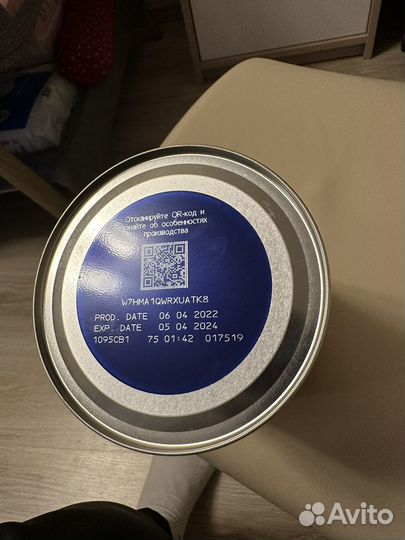 Отсканируйте QR-код и
узнайте об особенностях
производства
W7HMA1QWRXUATK8
PROD. DATE 06 04 2022
EXP. DATE 05 04 2024
1095CB1 75 01:42 017519
Avito